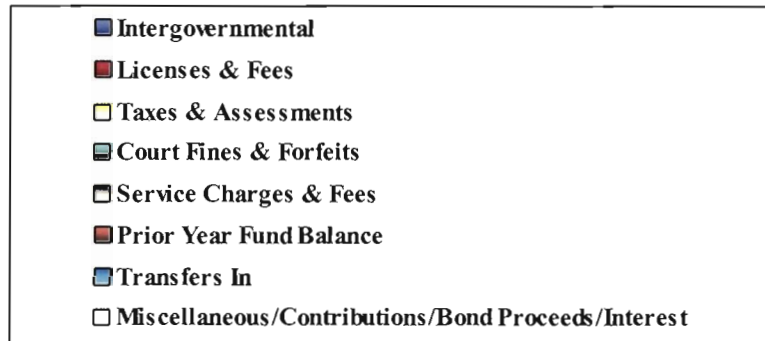 Intergovernmental
Licenses & Fees
Taxes & Assessments
Court Fines & Forfeits
Service Charges & Fees
Prior Year Fund Balance
Transfers In
Miscellaneous/Contributions/Bond Proceeds/Interest